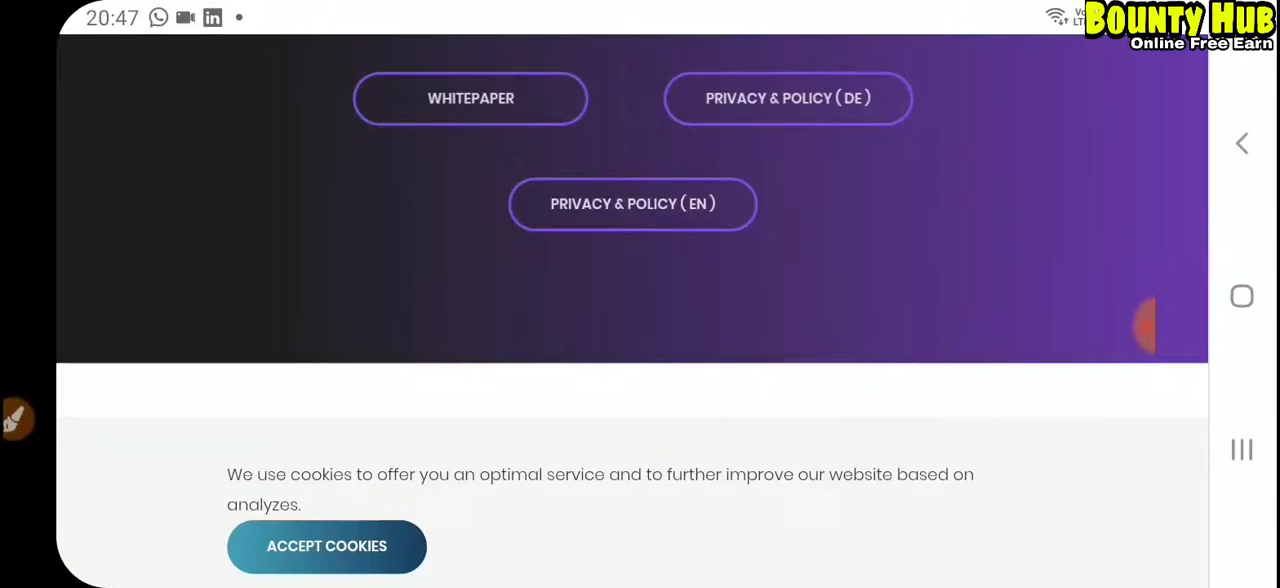 20:47
BOUNTY HUB
Online Free Earn
WHITEPAPER
PRIVACY & POLICY ( DE )
PRIVACY & POLICY ( EN )
We use cookies to offer you an optimal service and to further improve our website based on
analyzes.
ACCEPT COOKIES